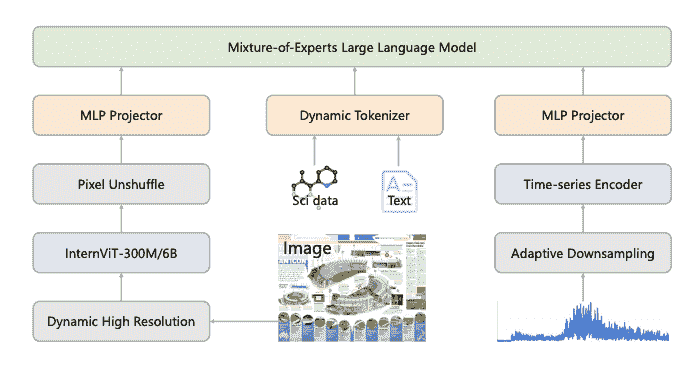 Mixture-of-Experts Large Language Model
MLP Projector
Dynamic Tokenizer
MLP Projector
Pixel Unshuffle
Sci data
Text
Time-series Encoder
InternViT-300M/6B
Image
Adaptive Downsampling
Dynamic High Resolution